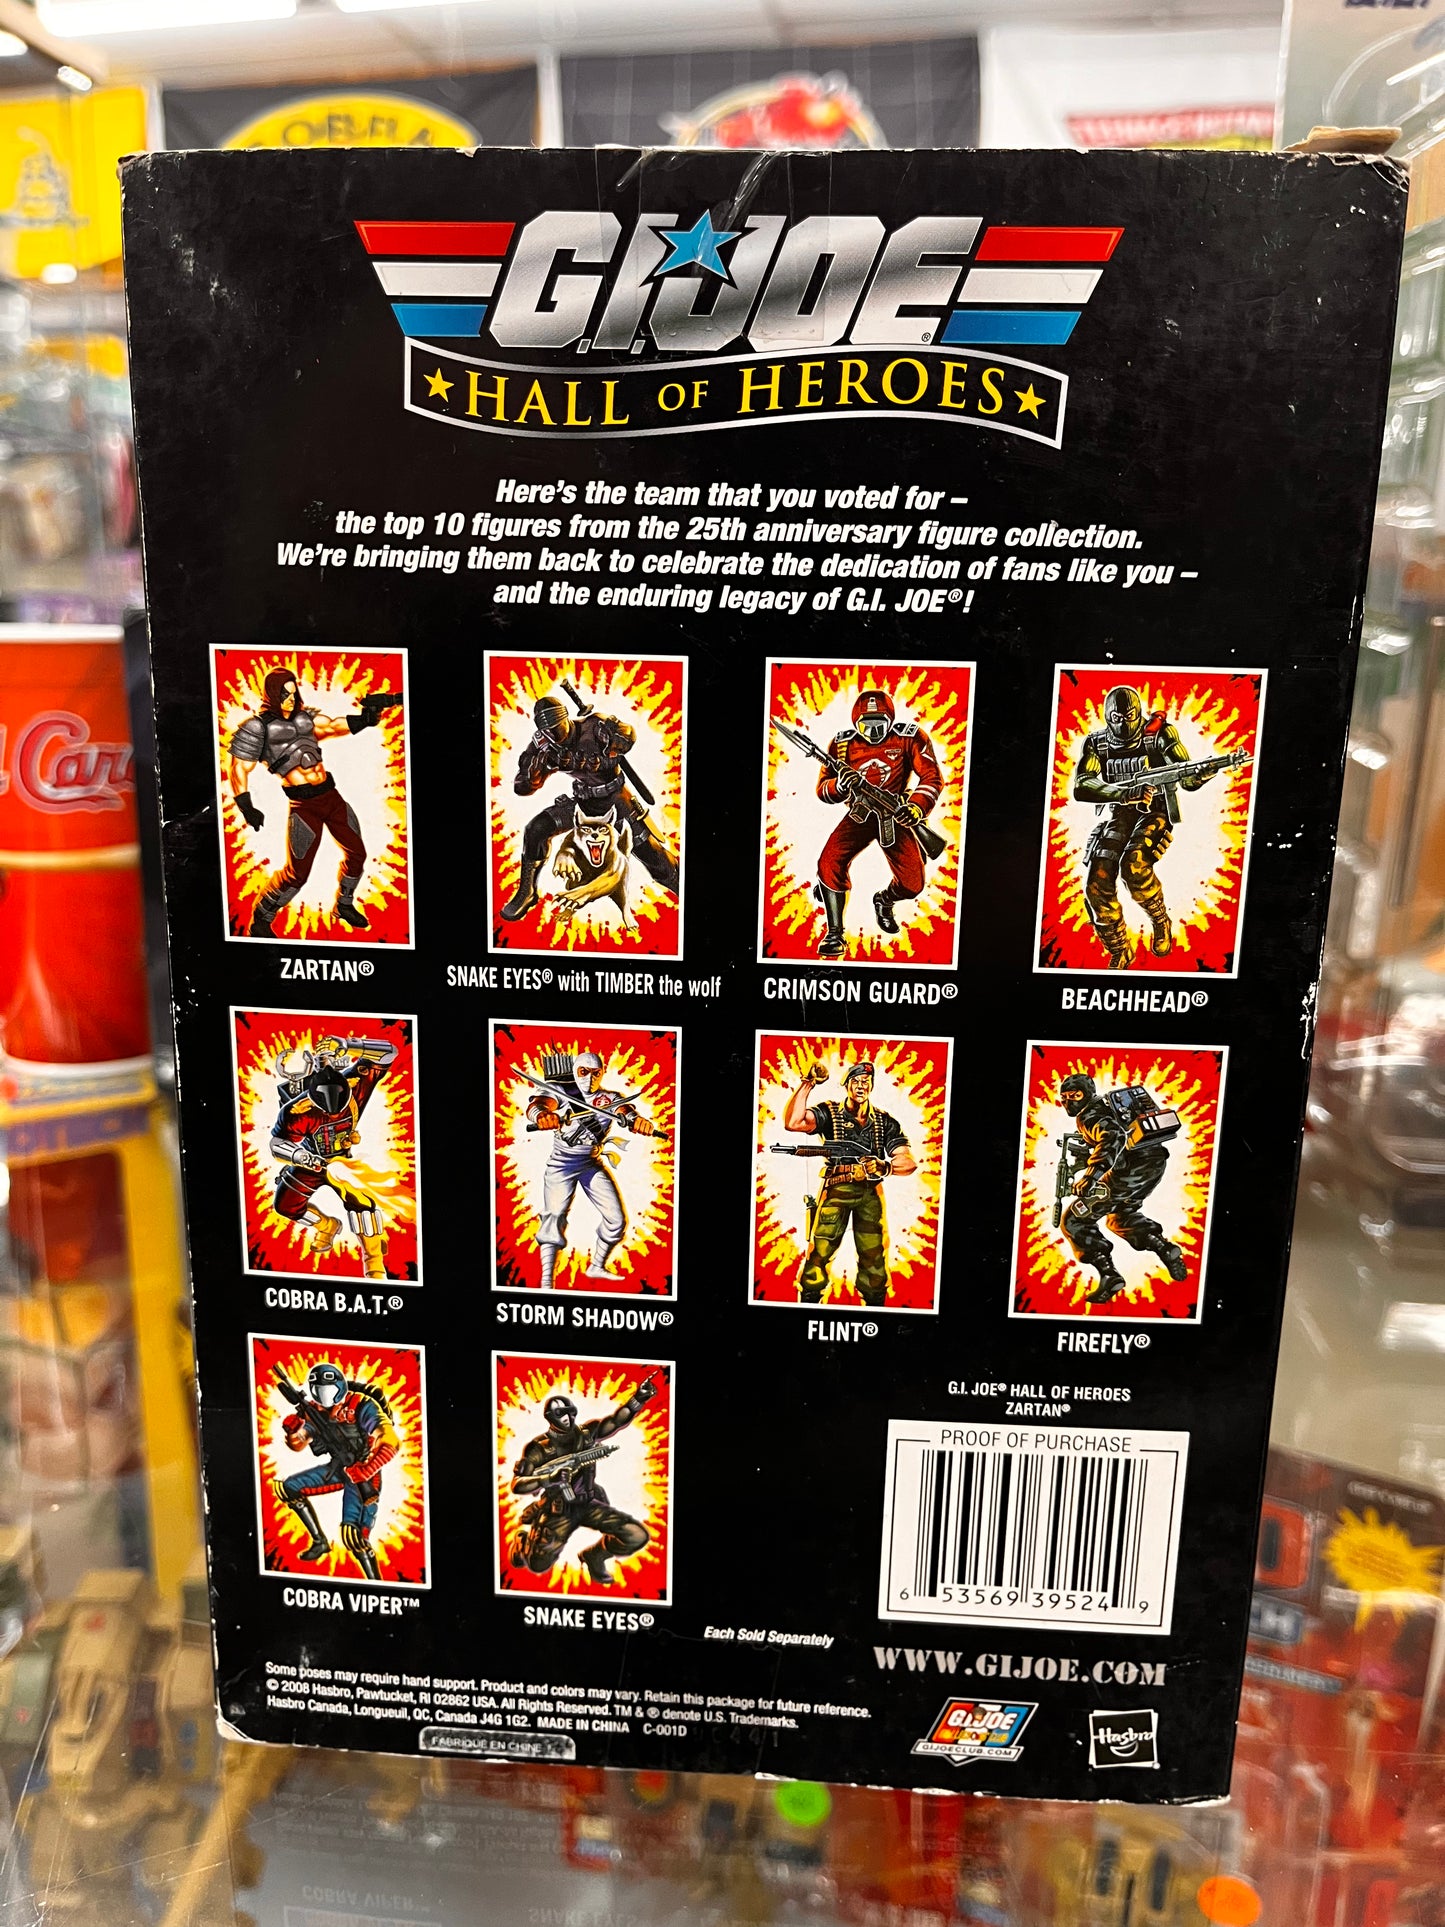 G.I. JOE®
HALL OF HEROES
Here's the team that you voted for –
the top 10 figures from the 25th anniversary figure collection.
We're bringing them back to celebrate the dedication of fans like you –
and the enduring legacy of G.I. JOE®!
ZARTAN®
SNAKE EYES® with TIMBER the wolf
CRIMSON GUARD®
BEACHHEAD®
COBRA B.A.T.®
STORM SHADOW®
FLINT®
FIREFLY®
COBRA VIPER™
SNAKE EYES®
Each Sold Separately
G.I. JOE® HALL OF HEROES
ZARTAN®
PROOF OF PURCHASE
6 53569 39524 9
WWW.GIJOE.COM
Some poses may require hand support. Product and colors may vary. Retain this package for future reference.
© 2008 Hasbro, Pawtucket, RI 02862 USA. All Rights Reserved. TM & ® denote U.S. Trademarks.
Hasbro Canada, Longueuil, QC, Canada J4G 1G2. MADE IN CHINA C-001D
FABRIQUÉ EN CHINE
G.I. JOE
GIJOECLUB.COM
Hasbro